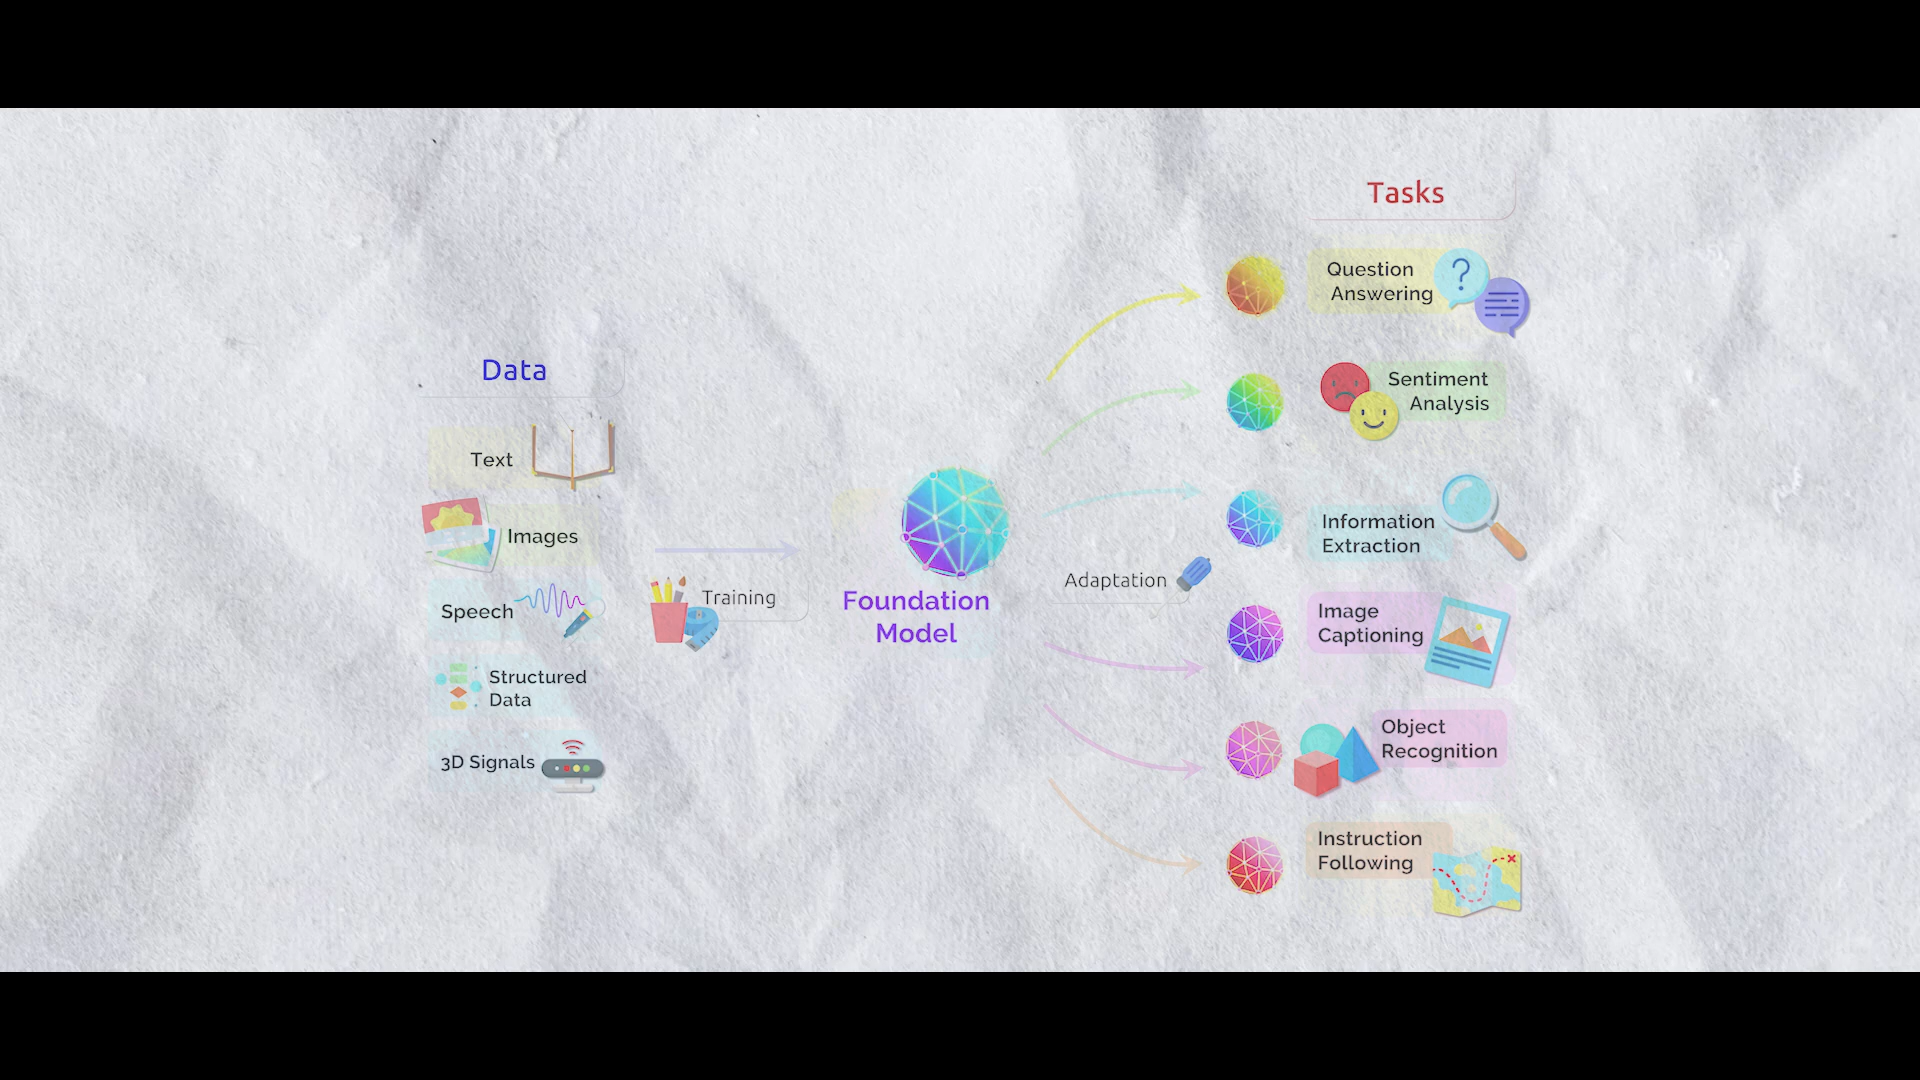 Data
Text
Images
Speech
Structured
Data
3D Signals
Training
Foundation
Model
Adaptation
Tasks
Question
Answering
?
Sentiment
Analysis
Information
Extraction
Image
Captioning
Object
Recognition
Instruction
Following